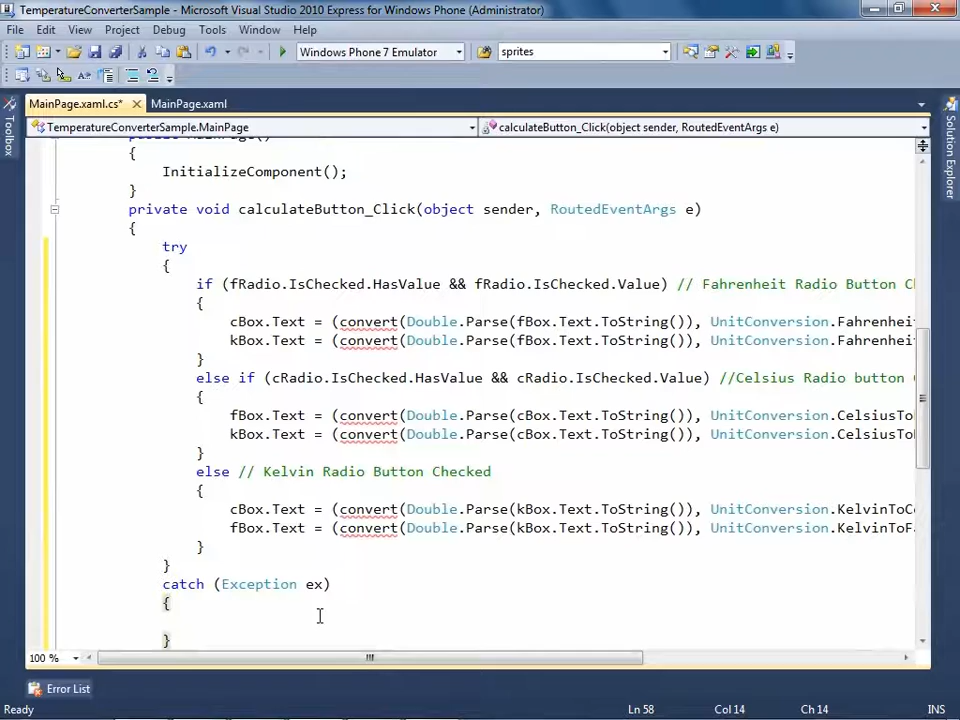 TemperatureConverterSample - Microsoft Visual Studio 2010 Express for Windows Phone (Administrator)
File Edit View Project Debug Tools Window Help
Windows Phone 7 Emulator sprites
MainPage.xaml.cs* MainPage.xaml
TemperatureConverterSample.MainPage calculateButton_Click(object sender, RoutedEventArgs e)
Toolbox
Solution Explorer
{
InitializeComponent();
}
private void calculateButton_Click(object sender, RoutedEventArgs e)
{
try
{
if (fRadio.IsChecked.HasValue && fRadio.IsChecked.Value) // Fahrenheit Radio Button C
{
cBox.Text = (convert(Double.Parse(fBox.Text.ToString()), UnitConversion.Fahrenheit
kBox.Text = (convert(Double.Parse(fBox.Text.ToString()), UnitConversion.Fahrenheit
}
else if (cRadio.IsChecked.HasValue && cRadio.IsChecked.Value) //Celsius Radio button
{
fBox.Text = (convert(Double.Parse(cBox.Text.ToString()), UnitConversion.CelsiusTo
kBox.Text = (convert(Double.Parse(cBox.Text.ToString()), UnitConversion.CelsiusTo
}
else // Kelvin Radio Button Checked
{
cBox.Text = (convert(Double.Parse(kBox.Text.ToString()), UnitConversion.KelvinToC
fBox.Text = (convert(Double.Parse(kBox.Text.ToString()), UnitConversion.KelvinToF
}
}
catch (Exception ex)
{
}
100 %
Error List
Ready Ln 58 Col 14 Ch 14 INS